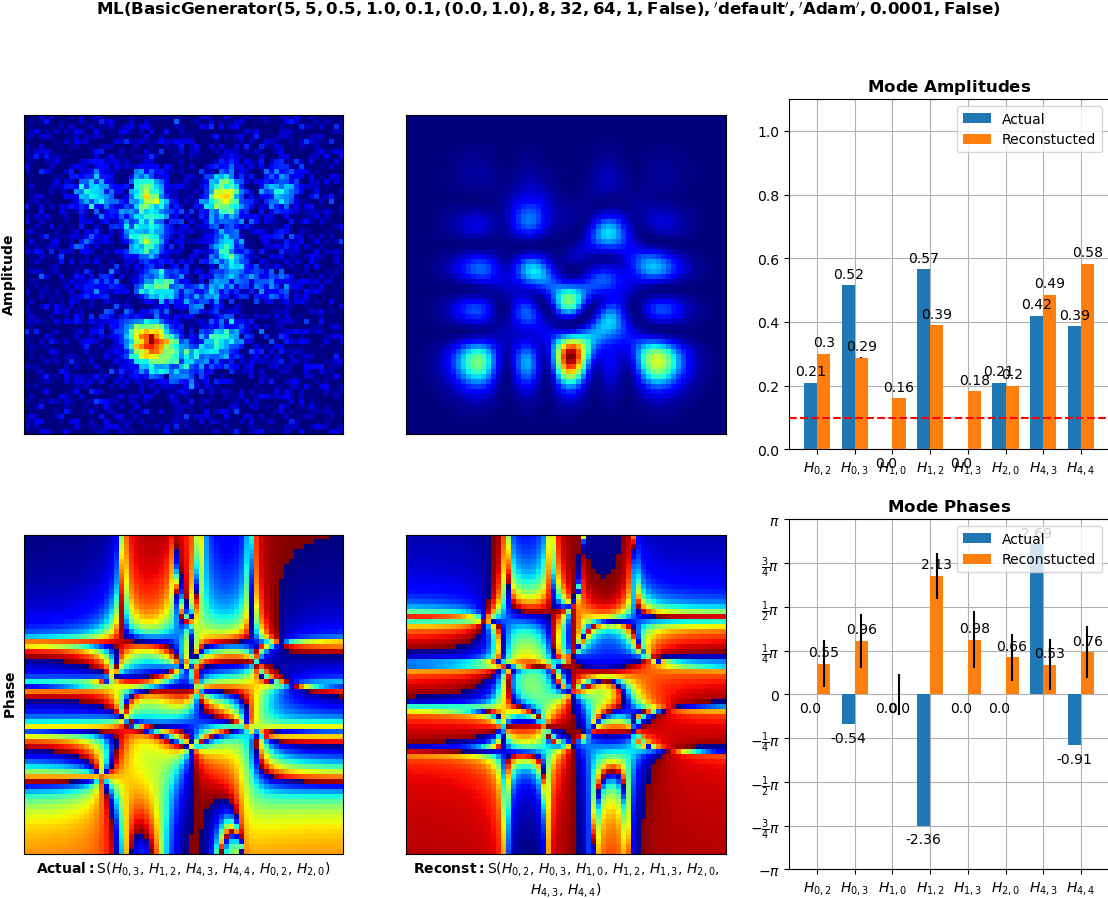 ML(BasicGenerator(5, 5, 0.5, 1.0, 0.1, (0.0, 1.0), 8, 32, 64, 1, False), ′default′, ′Adam′, 0.0001, False)
Amplitude
Mode Amplitudes
Actual
Reconstucted
1.0
0.8
0.6
0.4
0.2
0.0
0.21
0.3
0.52
0.29
0.0
0.16
0.57
0.39
0.0
0.18
0.21
0.2
0.42
0.49
0.39
0.58
H0,2 H0,3 H1,0 H1,2 H1,3 H2,0 H4,3 H4,4
Phase
Mode Phases
Actual
Reconstucted
π
3/4π
1/2π
1/4π
0
−1/4π
−1/2π
−3/4π
−π
0.0
0.55
-0.54
0.96
0.0
0.0
-2.36
2.13
0.0
0.98
0.0
0.66
2.69
0.53
-0.91
0.76
H0,2 H0,3 H1,0 H1,2 H1,3 H2,0 H4,3 H4,4
Actual: S(H0,3, H1,2, H4,3, H4,4, H0,2, H2,0)
Reconst: S(H0,2, H0,3, H1,0, H1,2, H1,3, H2,0,
H4,3, H4,4)